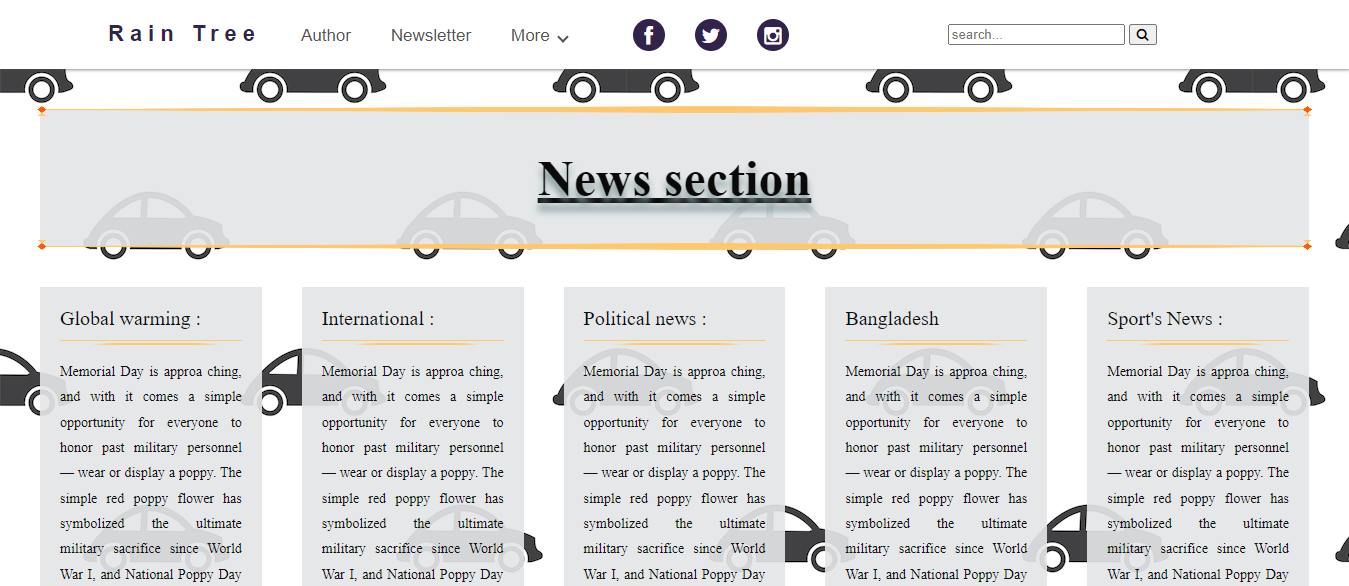 Rain Tree Author Newsletter More search...
News section
Global warming :
Memorial Day is approa ching,
and with it comes a simple
opportunity for everyone to
honor past military personnel
— wear or display a poppy. The
simple red poppy flower has
symbolized the ultimate
military sacrifice since World
War I, and National Poppy Day
International :
Memorial Day is approa ching,
and with it comes a simple
opportunity for everyone to
honor past military personnel
— wear or display a poppy. The
simple red poppy flower has
symbolized the ultimate
military sacrifice since World
War I, and National Poppy Day
Political news :
Memorial Day is approa ching,
and with it comes a simple
opportunity for everyone to
honor past military personnel
— wear or display a poppy. The
simple red poppy flower has
symbolized the ultimate
military sacrifice since World
War I, and National Poppy Day
Bangladesh
Memorial Day is approa ching,
and with it comes a simple
opportunity for everyone to
honor past military personnel
— wear or display a poppy. The
simple red poppy flower has
symbolized the ultimate
military sacrifice since World
War I, and National Poppy Day
Sport's News :
Memorial Day is approa ching,
and with it comes a simple
opportunity for everyone to
honor past military personnel
— wear or display a poppy. The
simple red poppy flower has
symbolized the ultimate
military sacrifice since World
War I, and National Poppy Day